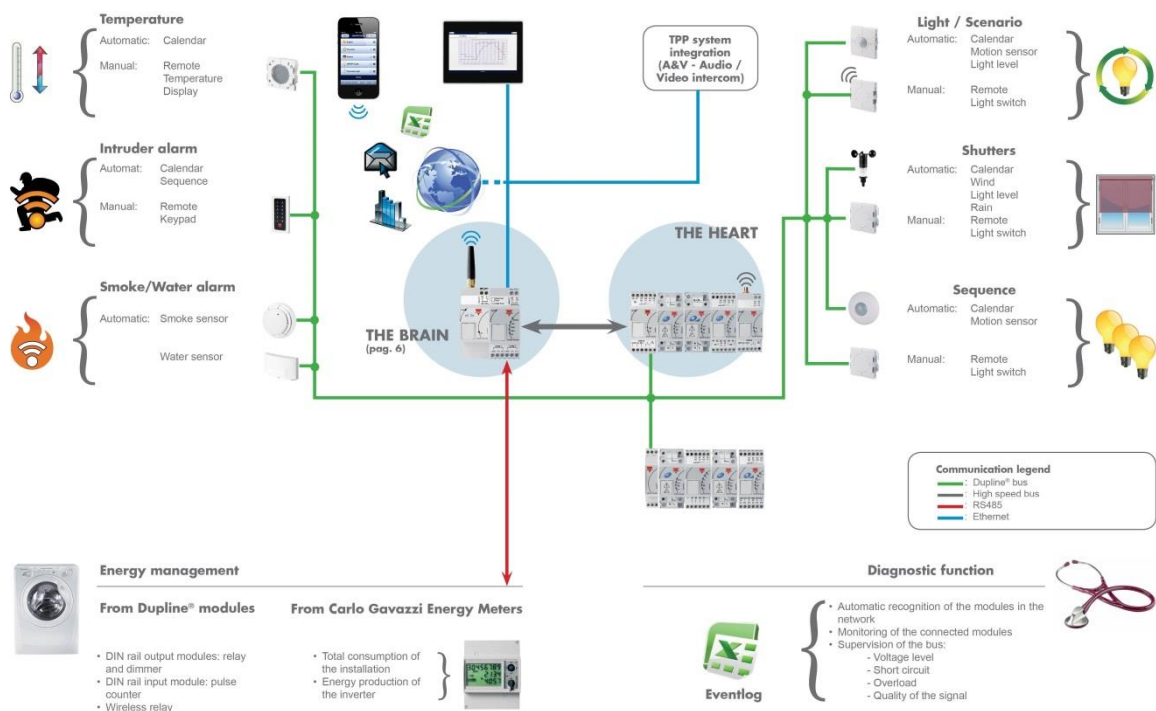 Temperature
Automatic: Calendar
Manual: Remote
Temperature
Display
Intruder alarm
Automat: Calendar
Sequence
Manual: Remote
Keypad
Smoke/Water alarm
Automatic: Smoke sensor
Water sensor
TPP system
integration
(A&V - Audio /
Video intercom)
THE BRAIN
(pag. 6)
THE HEART
Light / Scenario
Automatic: Calendar
Motion sensor
Light level
Manual: Remote
Light switch
Shutters
Automatic: Calendar
Wind
Light level
Rain
Manual: Remote
Light switch
Sequence
Automatic: Calendar
Motion sensor
Manual: Remote
Light switch
Communication legend
: Dupline® bus
: High speed bus
: RS485
: Ethernet
Energy management
From Dupline® modules
• DIN rail output modules: relay
and dimmer
• DIN rail input module: pulse
counter
• Wireless relay
From Carlo Gavazzi Energy Meters
• Total consumption of
the installation
• Energy production of
the inverter
Diagnostic function
Eventlog
• Automatic recognition of the modules in the
network
• Monitoring of the connected modules
• Supervision of the bus:
- Voltage level
- Short circuit
- Overload
- Quality of the signal